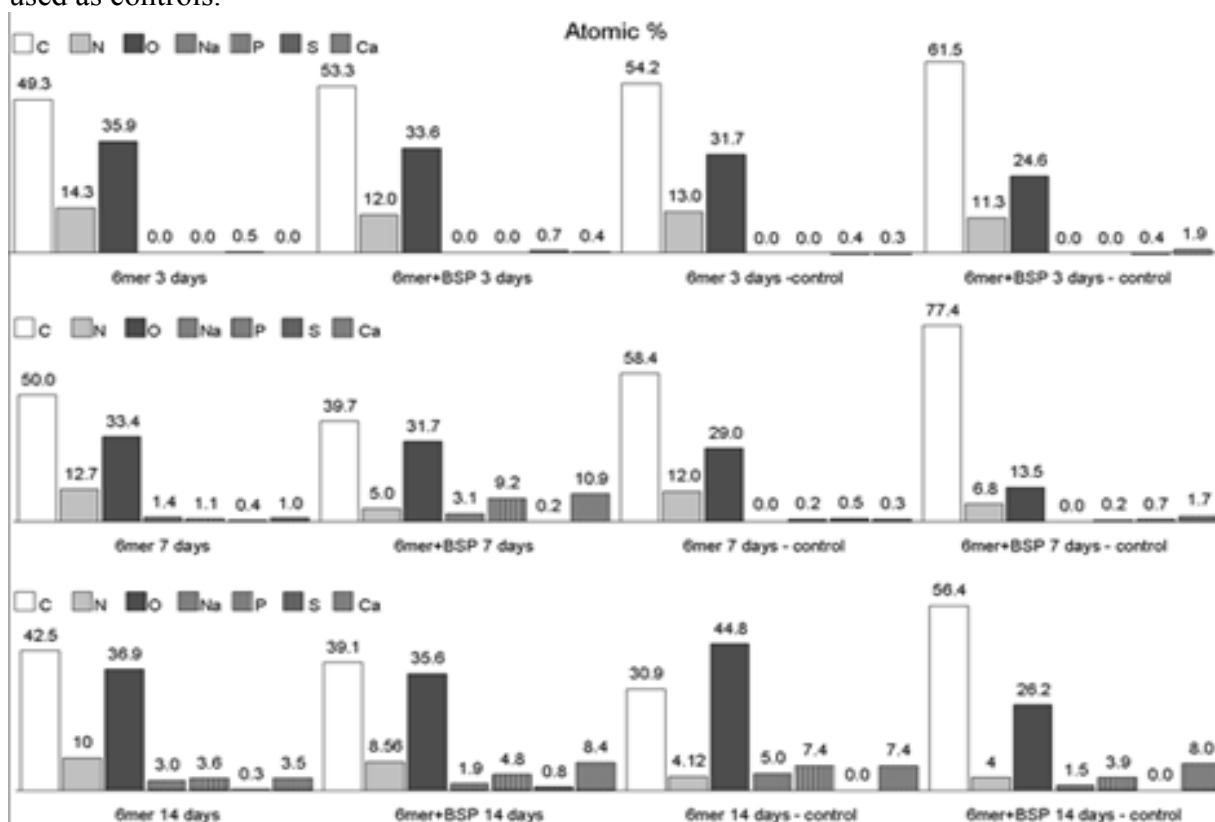 used as controls.
Atomic %
C N O Na P S Ca
49.3 14.3 35.9 0.0 0.0 0.5 0.0
53.3 12.0 33.6 0.0 0.0 0.7 0.4
54.2 13.0 31.7 0.0 0.0 0.4 0.3
61.5 11.3 24.6 0.0 0.0 0.4 1.9
6mer 3 days 6mer+BSP 3 days 6mer 3 days -control 6mer+BSP 3 days - control
C N O Na P S Ca
50.0 12.7 33.4 1.4 1.1 0.4 1.0
39.7 5.0 31.7 3.1 9.2 0.2 10.9
58.4 12.0 29.0 0.0 0.2 0.5 0.3
77.4 6.8 13.5 0.0 0.2 0.7 1.7
6mer 7 days 6mer+BSP 7 days 6mer 7 days - control 6mer+BSP 7 days - control
C N O Na P S Ca
42.5 10 36.9 3.0 3.6 0.3 3.5
39.1 8.56 35.6 1.9 4.8 0.8 8.4
30.9 4.12 44.8 5.0 7.4 0.0 7.4
56.4 4 26.2 1.5 3.9 0.0 8.0
6mer 14 days 6mer+BSP 14 days 6mer 14 days - control 6mer+BSP 14 days - control